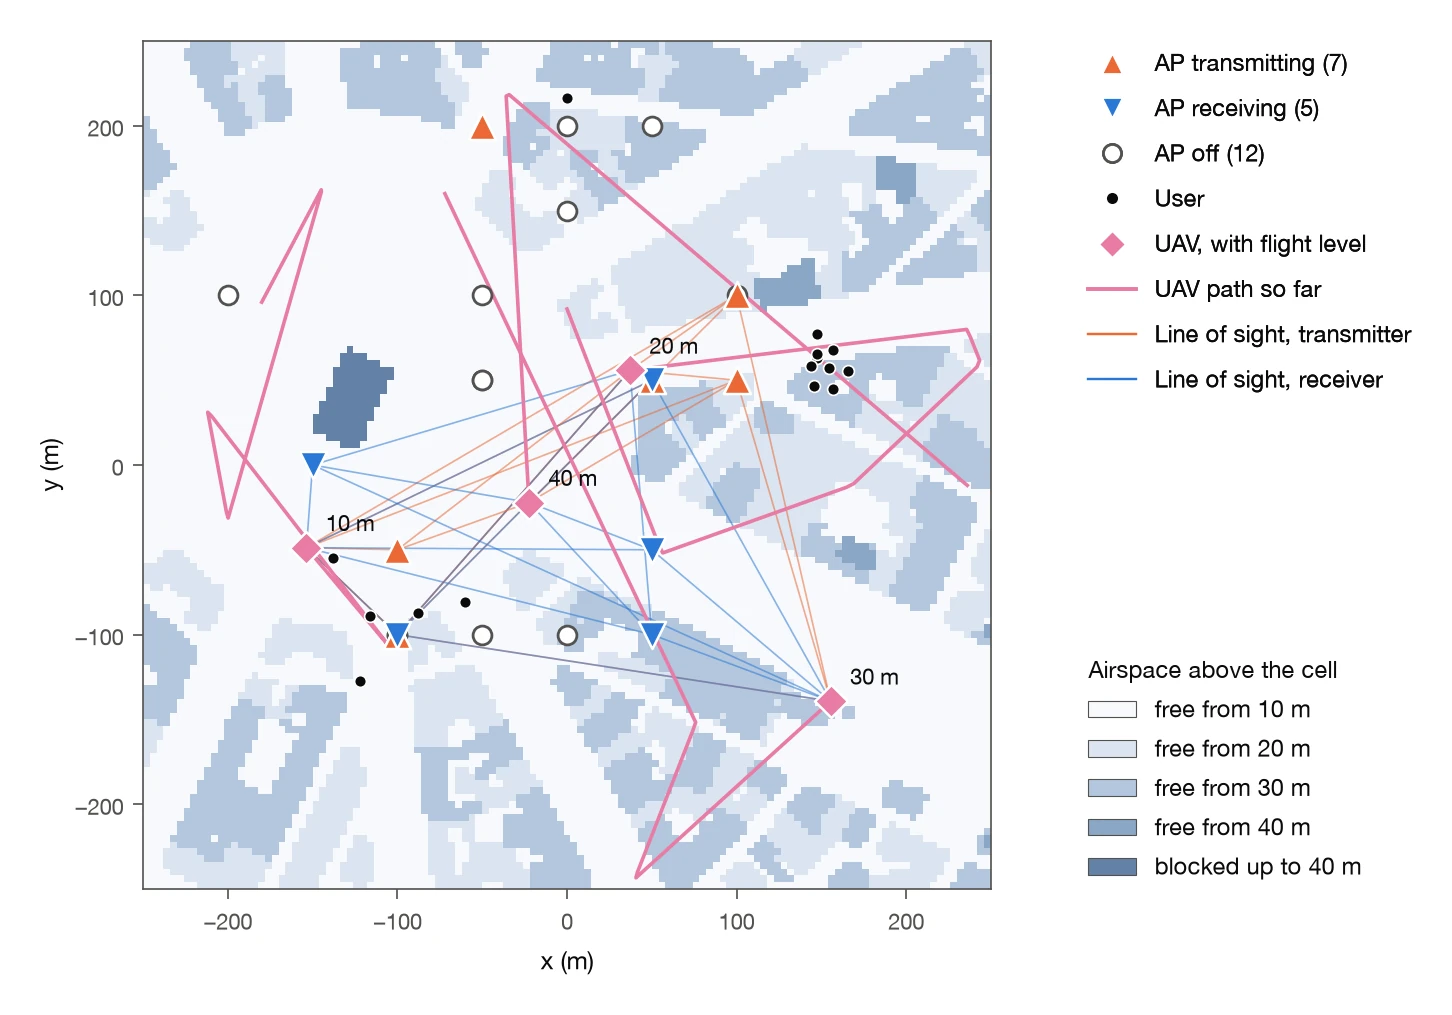 200
100
0
−100
−200
−200
−100
0
100
200
x (m)
y (m)
20 m
40 m
10 m
30 m
AP transmitting (7)
AP receiving (5)
AP off (12)
User
UAV, with flight level
UAV path so far
Line of sight, transmitter
Line of sight, receiver
Airspace above the cell
free from 10 m
free from 20 m
free from 30 m
free from 40 m
blocked up to 40 m